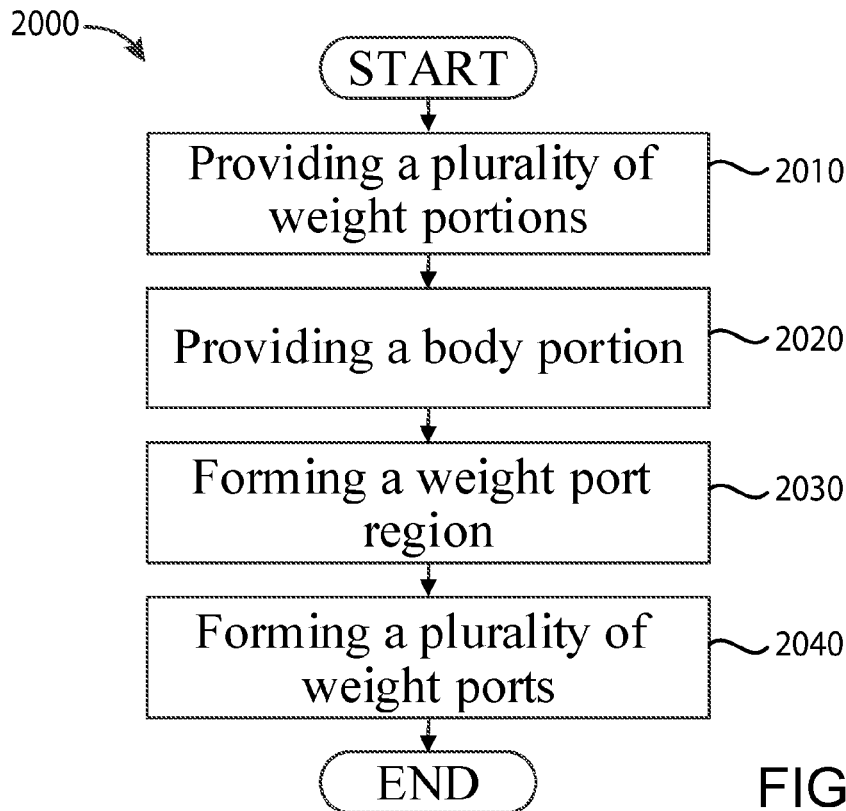 2000
START
Providing a plurality of
weight portions
2010
Providing a body portion
2020
Forming a weight port
region
2030
Forming a plurality of
weight ports
2040
END
FIG